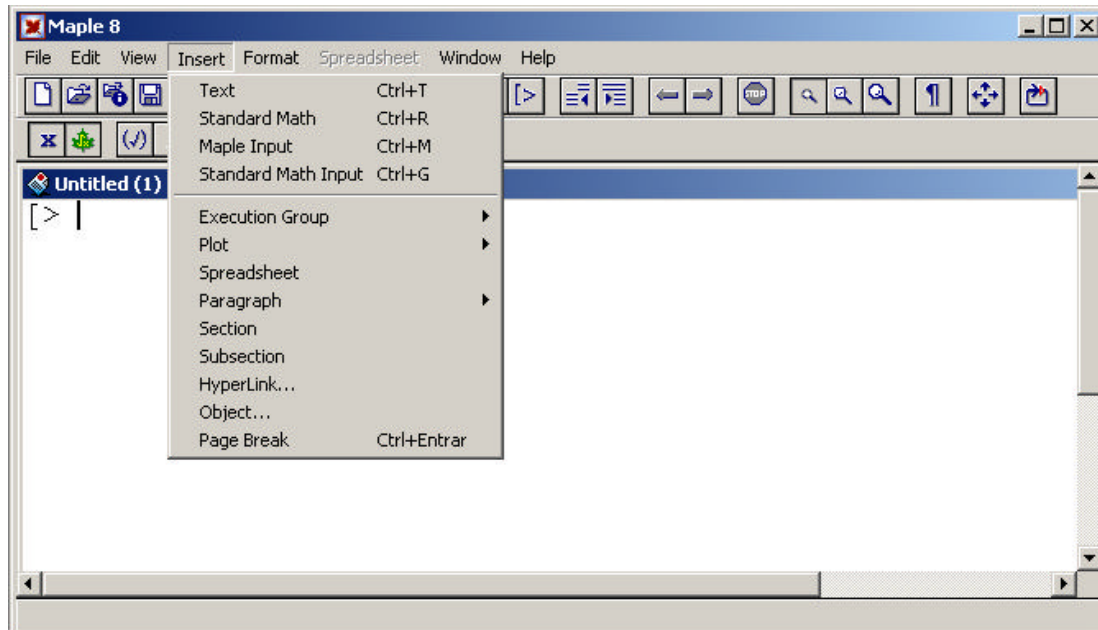 Maple 8
File Edit View Insert Format Spreadsheet Window Help
[>
STOP
x (√)
Untitled (1)
[>
Text Ctrl+T
Standard Math Ctrl+R
Maple Input Ctrl+M
Standard Math Input Ctrl+G
Execution Group
Plot
Spreadsheet
Paragraph
Section
Subsection
HyperLink...
Object...
Page Break Ctrl+Entrar